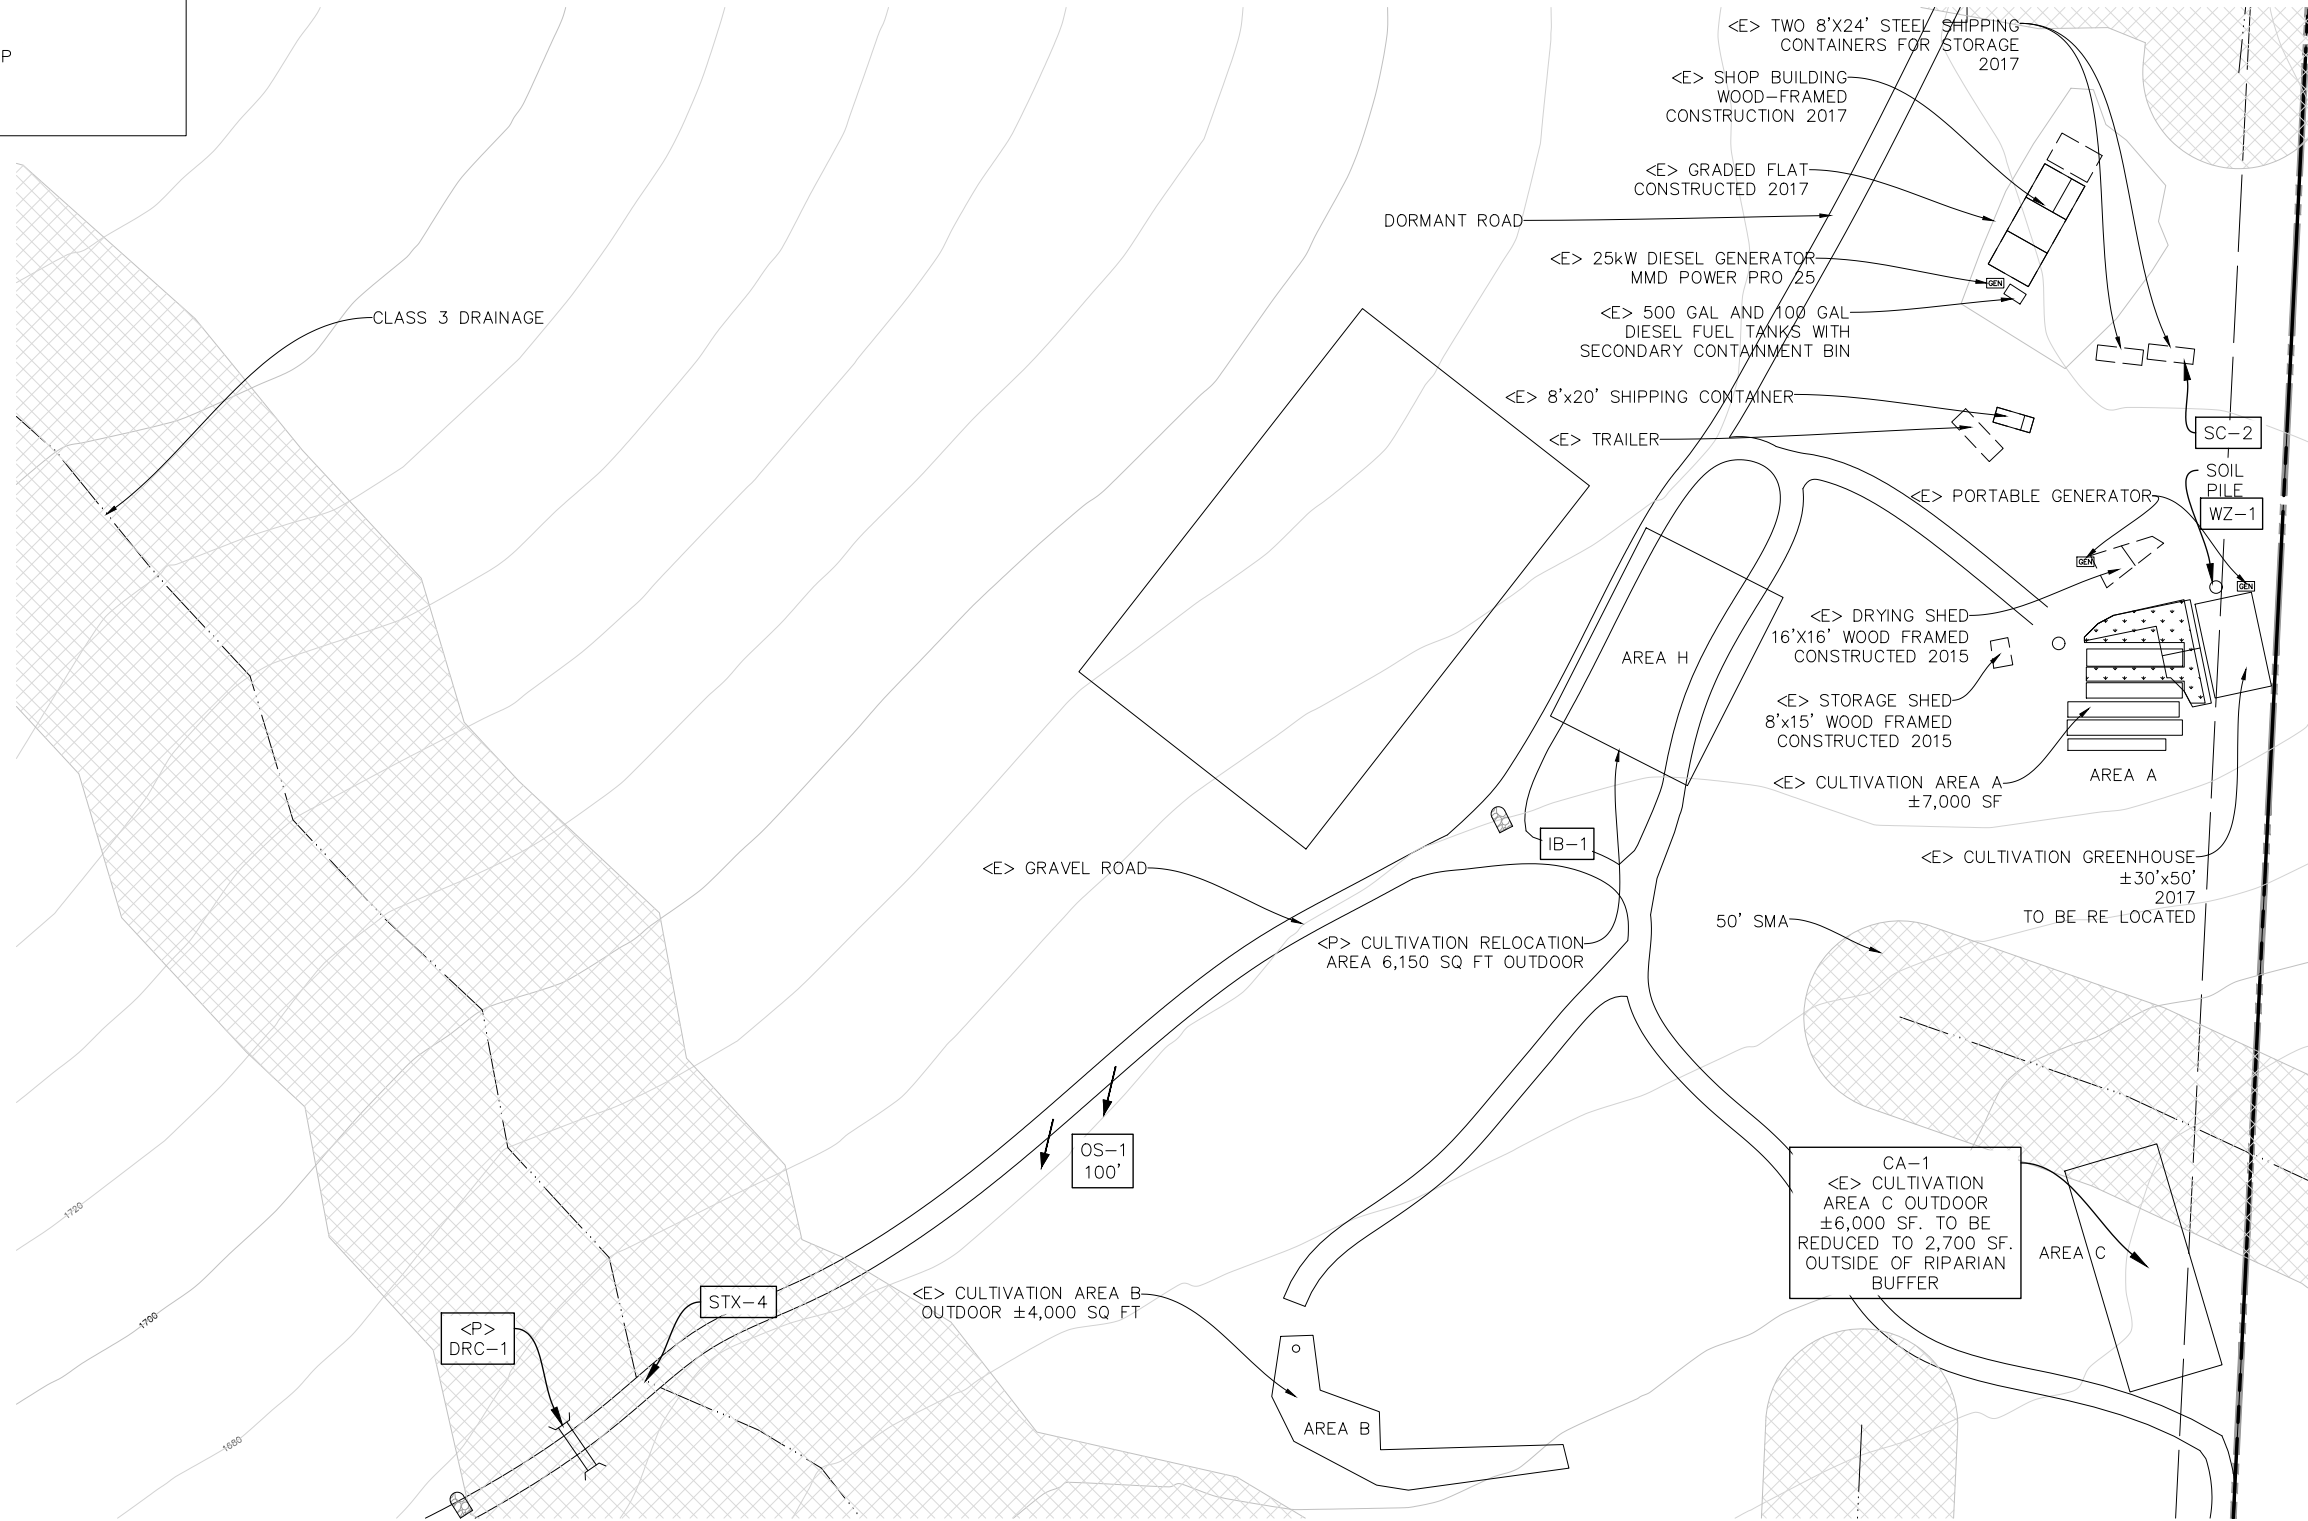 P
<E> TWO 8'X24' STEEL SHIPPING
CONTAINERS FOR STORAGE
2017
<E> SHOP BUILDING
WOOD-FRAMED
CONSTRUCTION 2017
<E> GRADED FLAT
CONSTRUCTED 2017
DORMANT ROAD
<E> 25kW DIESEL GENERATOR
MMD POWER PRO 25
GEN
<E> 500 GAL AND 100 GAL
DIESEL FUEL TANKS WITH
SECONDARY CONTAINMENT BIN
CLASS 3 DRAINAGE
<E> 8'x20' SHIPPING CONTAINER
<E> TRAILER
SC-2
SOIL
PILE
WZ-1
<E> PORTABLE GENERATOR
GEN
GEN
<E> DRYING SHED
16'X16' WOOD FRAMED
CONSTRUCTED 2015
AREA H
<E> STORAGE SHED
8'x15' WOOD FRAMED
CONSTRUCTED 2015
<E> CULTIVATION AREA A
±7,000 SF
AREA A
IB-1
<E> GRAVEL ROAD
<E> CULTIVATION GREENHOUSE
±30'x50'
2017
TO BE RE LOCATED
50' SMA
<P> CULTIVATION RELOCATION
AREA 6,150 SQ FT OUTDOOR
OS-1
100'
CA-1
<E> CULTIVATION
AREA C OUTDOOR
±6,000 SF. TO BE
REDUCED TO 2,700 SF.
OUTSIDE OF RIPARIAN
BUFFER
AREA C
1720
1700
1680
STX-4
<P>
DRC-1
<E> CULTIVATION AREA B
OUTDOOR ±4,000 SQ FT
AREA B